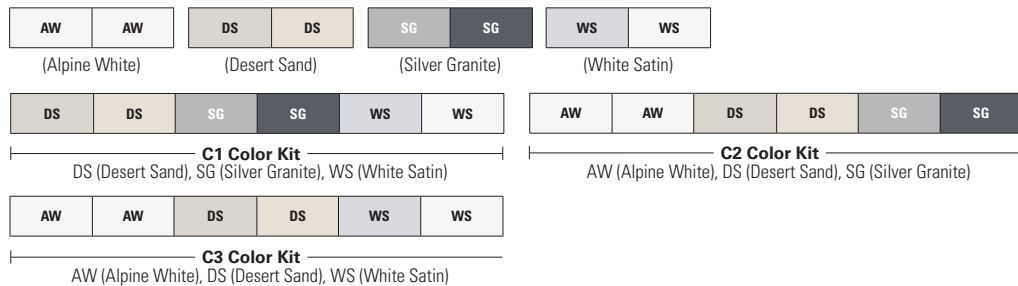 AW AW DS DS SG SG WS WS
(Alpine White) (Desert Sand) (Silver Granite) (White Satin)
DS DS SG SG WS WS
C1 Color Kit
DS (Desert Sand), SG (Silver Granite), WS (White Satin)
AW AW DS DS SG SG
C2 Color Kit
AW (Alpine White), DS (Desert Sand), SG (Silver Granite)
AW AW DS DS WS WS
C3 Color Kit
AW (Alpine White), DS (Desert Sand), WS (White Satin)